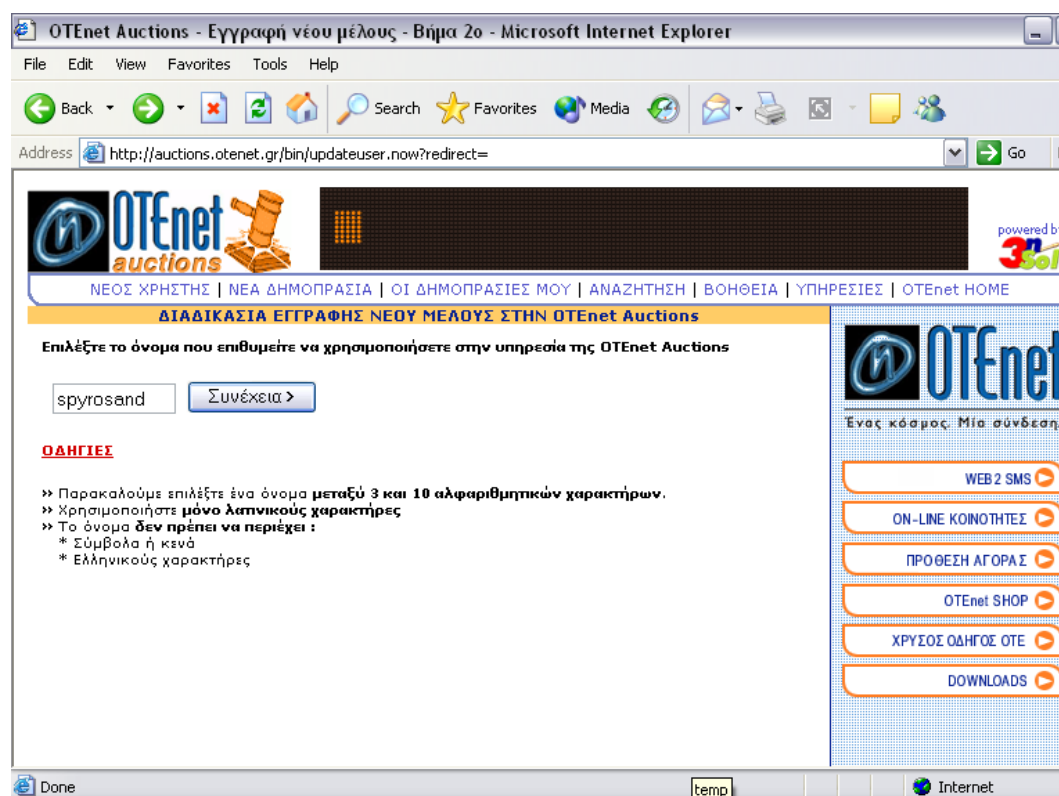 OTEnet Auctions - Εγγραφή νέου μέλους - Βήμα 2ο - Microsoft Internet Explorer
File Edit View Favorites Tools Help
Back Search Favorites Media
Address http://auctions.otenet.gr/bin/updateuser.now?redirect= Go
OTEnet
auctions
powered by
3n
Sol
ΝΕΟΣ ΧΡΗΣΤΗΣ | ΝΕΑ ΔΗΜΟΠΡΑΣΙΑ | ΟΙ ΔΗΜΟΠΡΑΣΙΕΣ ΜΟΥ | ΑΝΑΖΗΤΗΣΗ | ΒΟΗΘΕΙΑ | ΥΠΗΡΕΣΙΕΣ | OTEnet HOME
ΔΙΑΔΙΚΑΣΙΑ ΕΓΓΡΑΦΗΣ ΝΕΟΥ ΜΕΛΟΥΣ ΣΤΗΝ OTEnet Auctions
Επιλέξτε το όνομα που επιθυμείτε να χρησιμοποιήσετε στην υπηρεσία της OTEnet Auctions
spyrosand Συνέχεια >
ΟΔΗΓΙΕΣ
» Παρακαλούμε επιλέξτε ένα όνομα μεταξύ 3 και 10 αλφαριθμητικών χαρακτήρων.
» Χρησιμοποιήστε μόνο λατινικούς χαρακτήρες
» Το όνομα δεν πρέπει να περιέχει :
* Σύμβολα ή κενά
* Ελληνικούς χαρακτήρες
OTEnet
Ένας κόσμος. Μία σύνδεση.
WEB 2 SMS
ON-LINE ΚΟΙΝΟΤΗΤΕΣ
ΠΡΟΘΕΣΗ ΑΓΟΡΑΣ
OTEnet SHOP
ΧΡΥΣΟΣ ΟΔΗΓΟΣ ΟΤΕ
DOWNLOADS
Done temp Internet